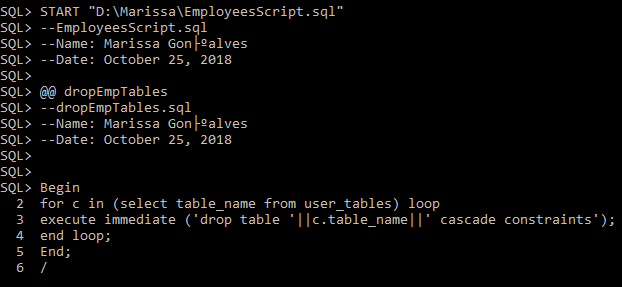 SQL> START "D:\Marissa\EmployeesScript.sql"
SQL> --EmployeesScript.sql
SQL> --Name: Marissa Gon├ºalves
SQL> --Date: October 25, 2018
SQL>
SQL> @@ dropEmpTables
SQL> --dropEmpTables.sql
SQL> --Name: Marissa Gon├ºalves
SQL> --Date: October 25, 2018
SQL>
SQL>
SQL> Begin
2 for c in (select table_name from user_tables) loop
3 execute immediate ('drop table '||c.table_name||' cascade constraints');
4 end loop;
5 End;
6 /